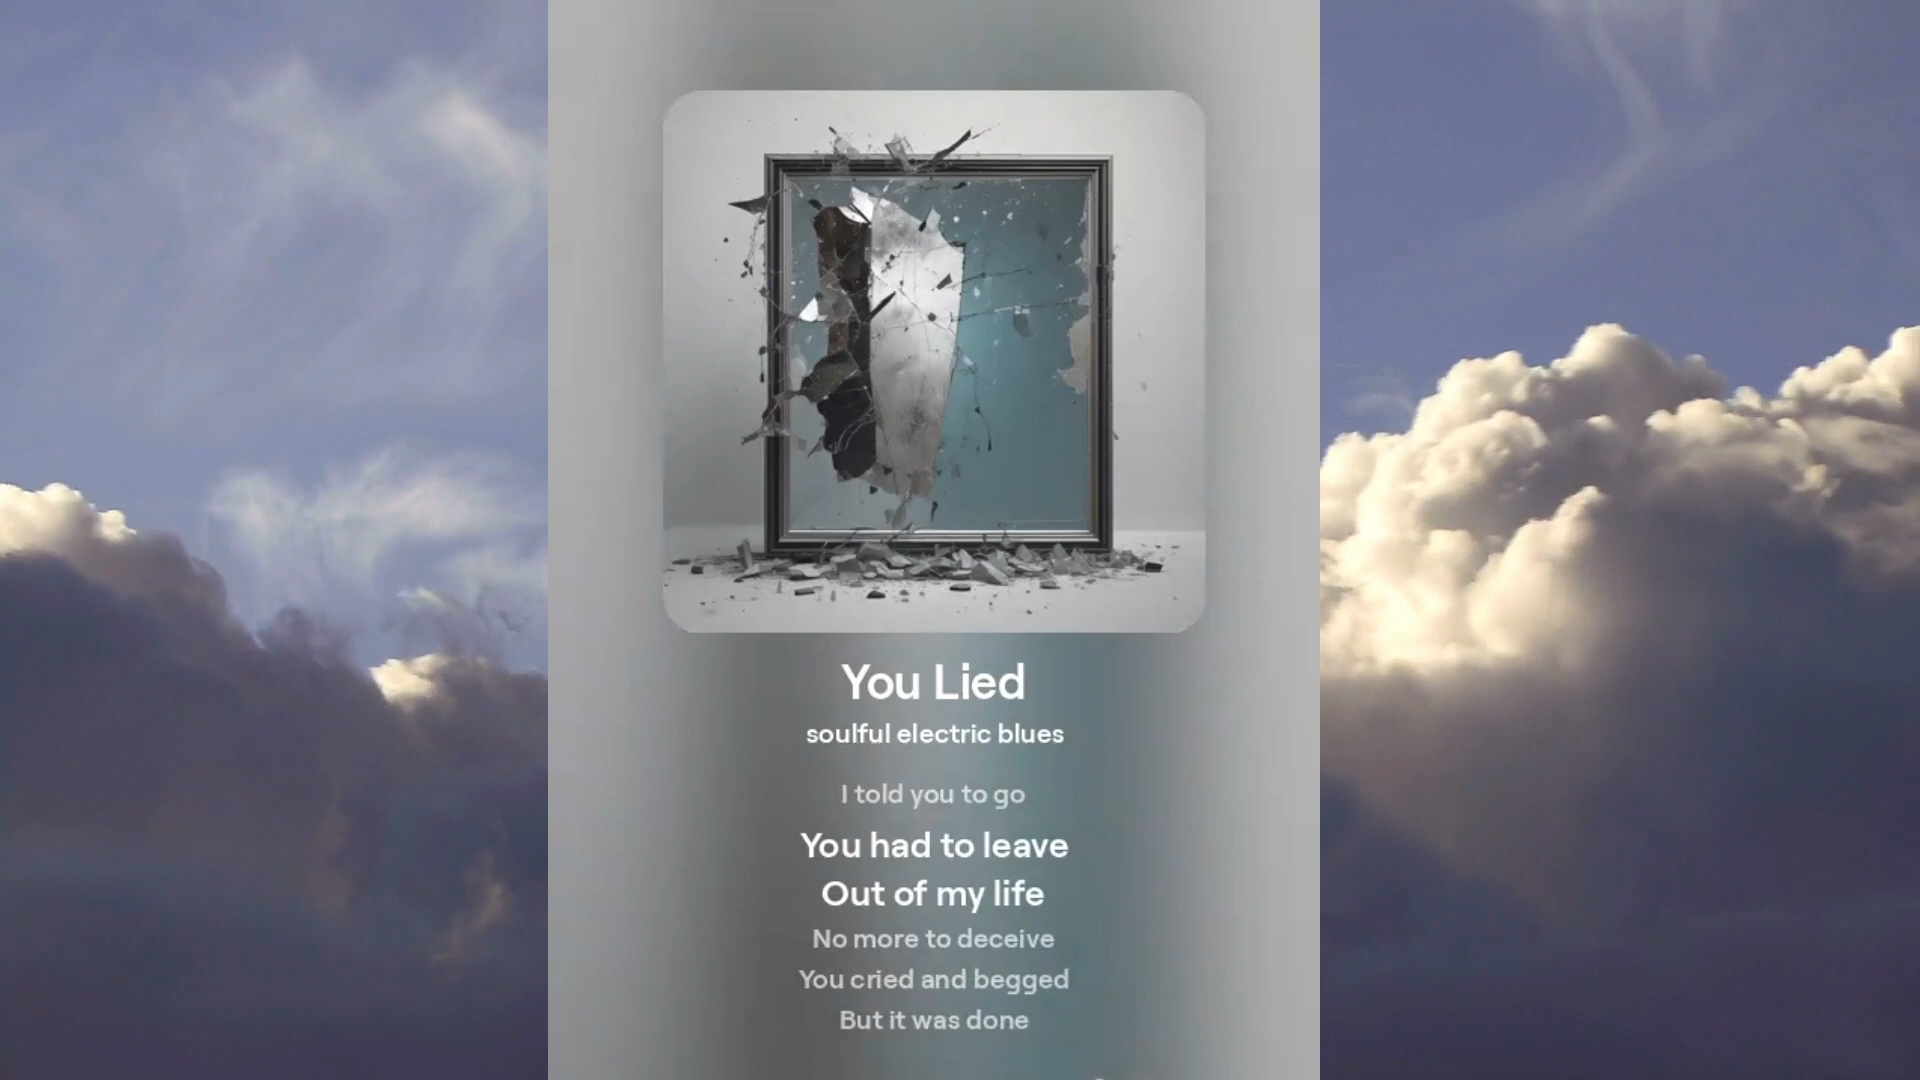 You Lied
soulful electric blues
I told you to go
You had to leave
Out of my life
No more to deceive
You cried and begged
But it was done